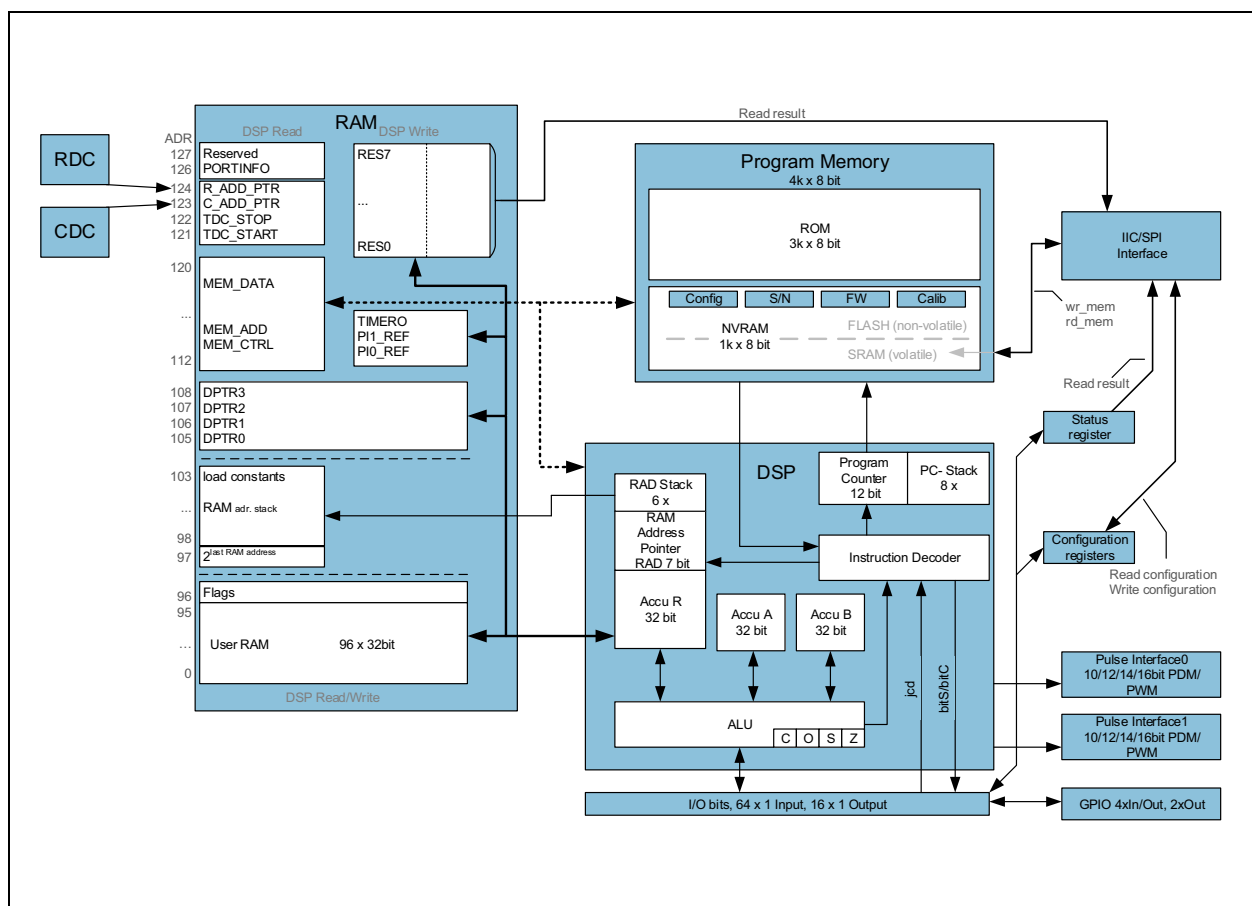 RDC
CDC
RAM
DSP Read
DSP Write
ADR
127
126
124
123
122
121
120
...
112
108
107
106
105
103
...
98
97
96
95
...
0
Reserved
PORTINFO
R_ADD_PTR
C_ADD_PTR
TDC_STOP
TDC_START
MEM_DATA
MEM_ADD
MEM_CTRL
DPTR3
DPTR2
DPTR1
DPTR0
load constants
RAM adr. stack
2last RAM address
Flags
User RAM 96 x 32bit
DSP Read/Write
RES7
...
RES0
TIMERO
PI1_REF
PI0_REF
Read result
Program Memory
4k x 8 bit
ROM
3k x 8 bit
Config
S/N
FW
Calib
NVRAM
1k x 8 bit
FLASH (non-volatile)
SRAM (volatile)
DSP
RAD Stack
6 x
RAM
Address
Pointer
RAD 7 bit
Accu R
32 bit
Accu A
32 bit
Accu B
32 bit
Program
Counter
12 bit
PC- Stack
8 x
Instruction Decoder
ALU
C O S Z
jcd
bitS/bitC
I/O bits, 64 x 1 Input, 16 x 1 Output
IIC/SPI
Interface
wr_mem
rd_mem
Read result
Status
register
Configuration
registers
Read configuration
Write configuration
Pulse Interface0
10/12/14/16bit PDM/
PWM
Pulse Interface1
10/12/14/16bit PDM/
PWM
GPIO 4xIn/Out, 2xOut